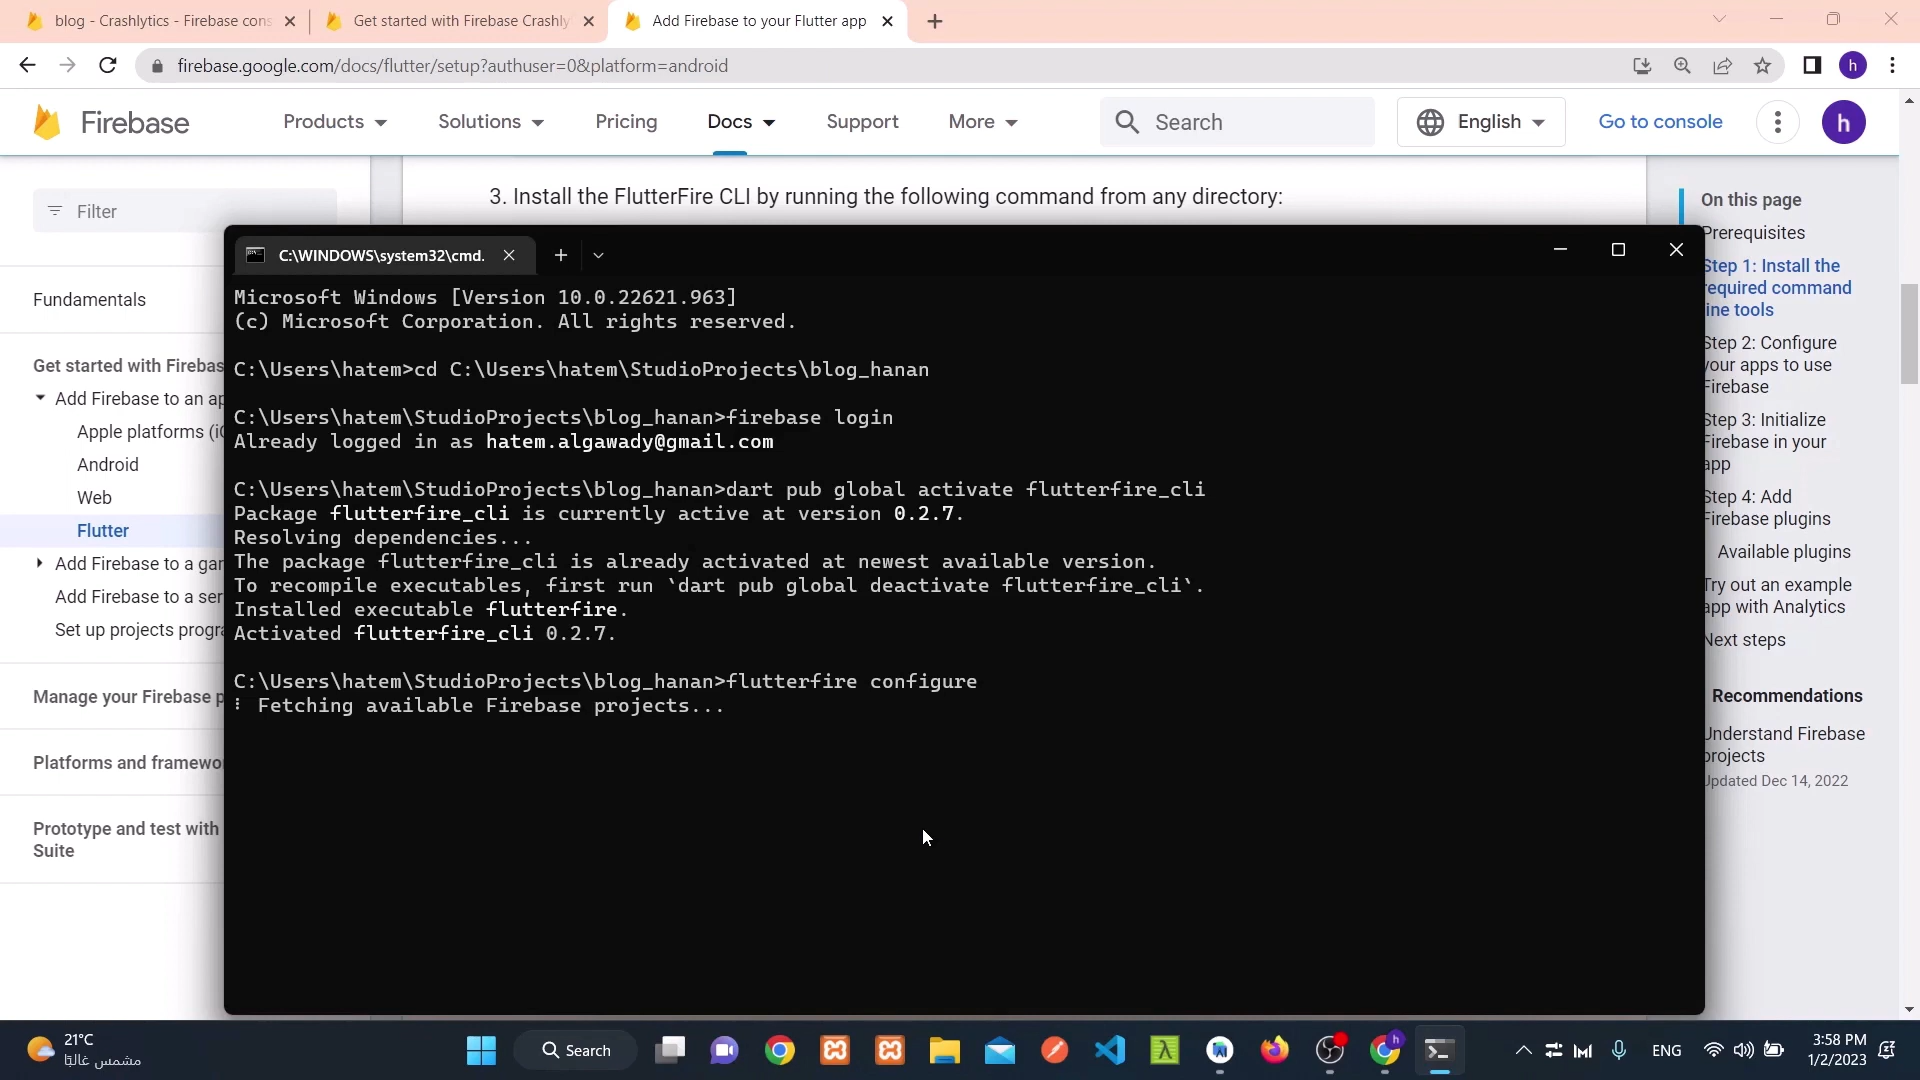 blog - Crashlytics - Firebase cons
Get started with Firebase Crashly
Add Firebase to your Flutter app
firebase.google.com/docs/flutter/setup?authuser=0&platform=android
h
Firebase
Products
Solutions
Pricing
Docs
Support
More
Search
English
Go to console
h
Filter
3. Install the FlutterFire CLI by running the following command from any directory:
Fundamentals
Get started with Firebas
Add Firebase to an ap
Apple platforms (iO
Android
Web
Flutter
Add Firebase to a gar
Add Firebase to a ser
Set up projects progra
Manage your Firebase p
Platforms and framewo
Prototype and test with
Suite
C:\WINDOWS\system32\cmd.
Microsoft Windows [Version 10.0.22621.963]
(c) Microsoft Corporation. All rights reserved.
C:\Users\hatem>cd C:\Users\hatem\StudioProjects\blog_hanan
C:\Users\hatem\StudioProjects\blog_hanan>firebase login
Already logged in as hatem.algawady@gmail.com
C:\Users\hatem\StudioProjects\blog_hanan>dart pub global activate flutterfire_cli
Package flutterfire_cli is currently active at version 0.2.7.
Resolving dependencies...
The package flutterfire_cli is already activated at newest available version.
To recompile executables, first run `dart pub global deactivate flutterfire_cli`.
Installed executable flutterfire.
Activated flutterfire_cli 0.2.7.
C:\Users\hatem\StudioProjects\blog_hanan>flutterfire configure
⠸ Fetching available Firebase projects...
On this page
Prerequisites
Step 1: Install the
required command
line tools
Step 2: Configure
your apps to use
Firebase
Step 3: Initialize
Firebase in your
app
Step 4: Add
Firebase plugins
Available plugins
Try out an example
app with Analytics
Next steps
Recommendations
Understand Firebase
projects
Updated Dec 14, 2022
21°C
مشمس غالبًا
Search
h
ENG
3:58 PM
1/2/2023